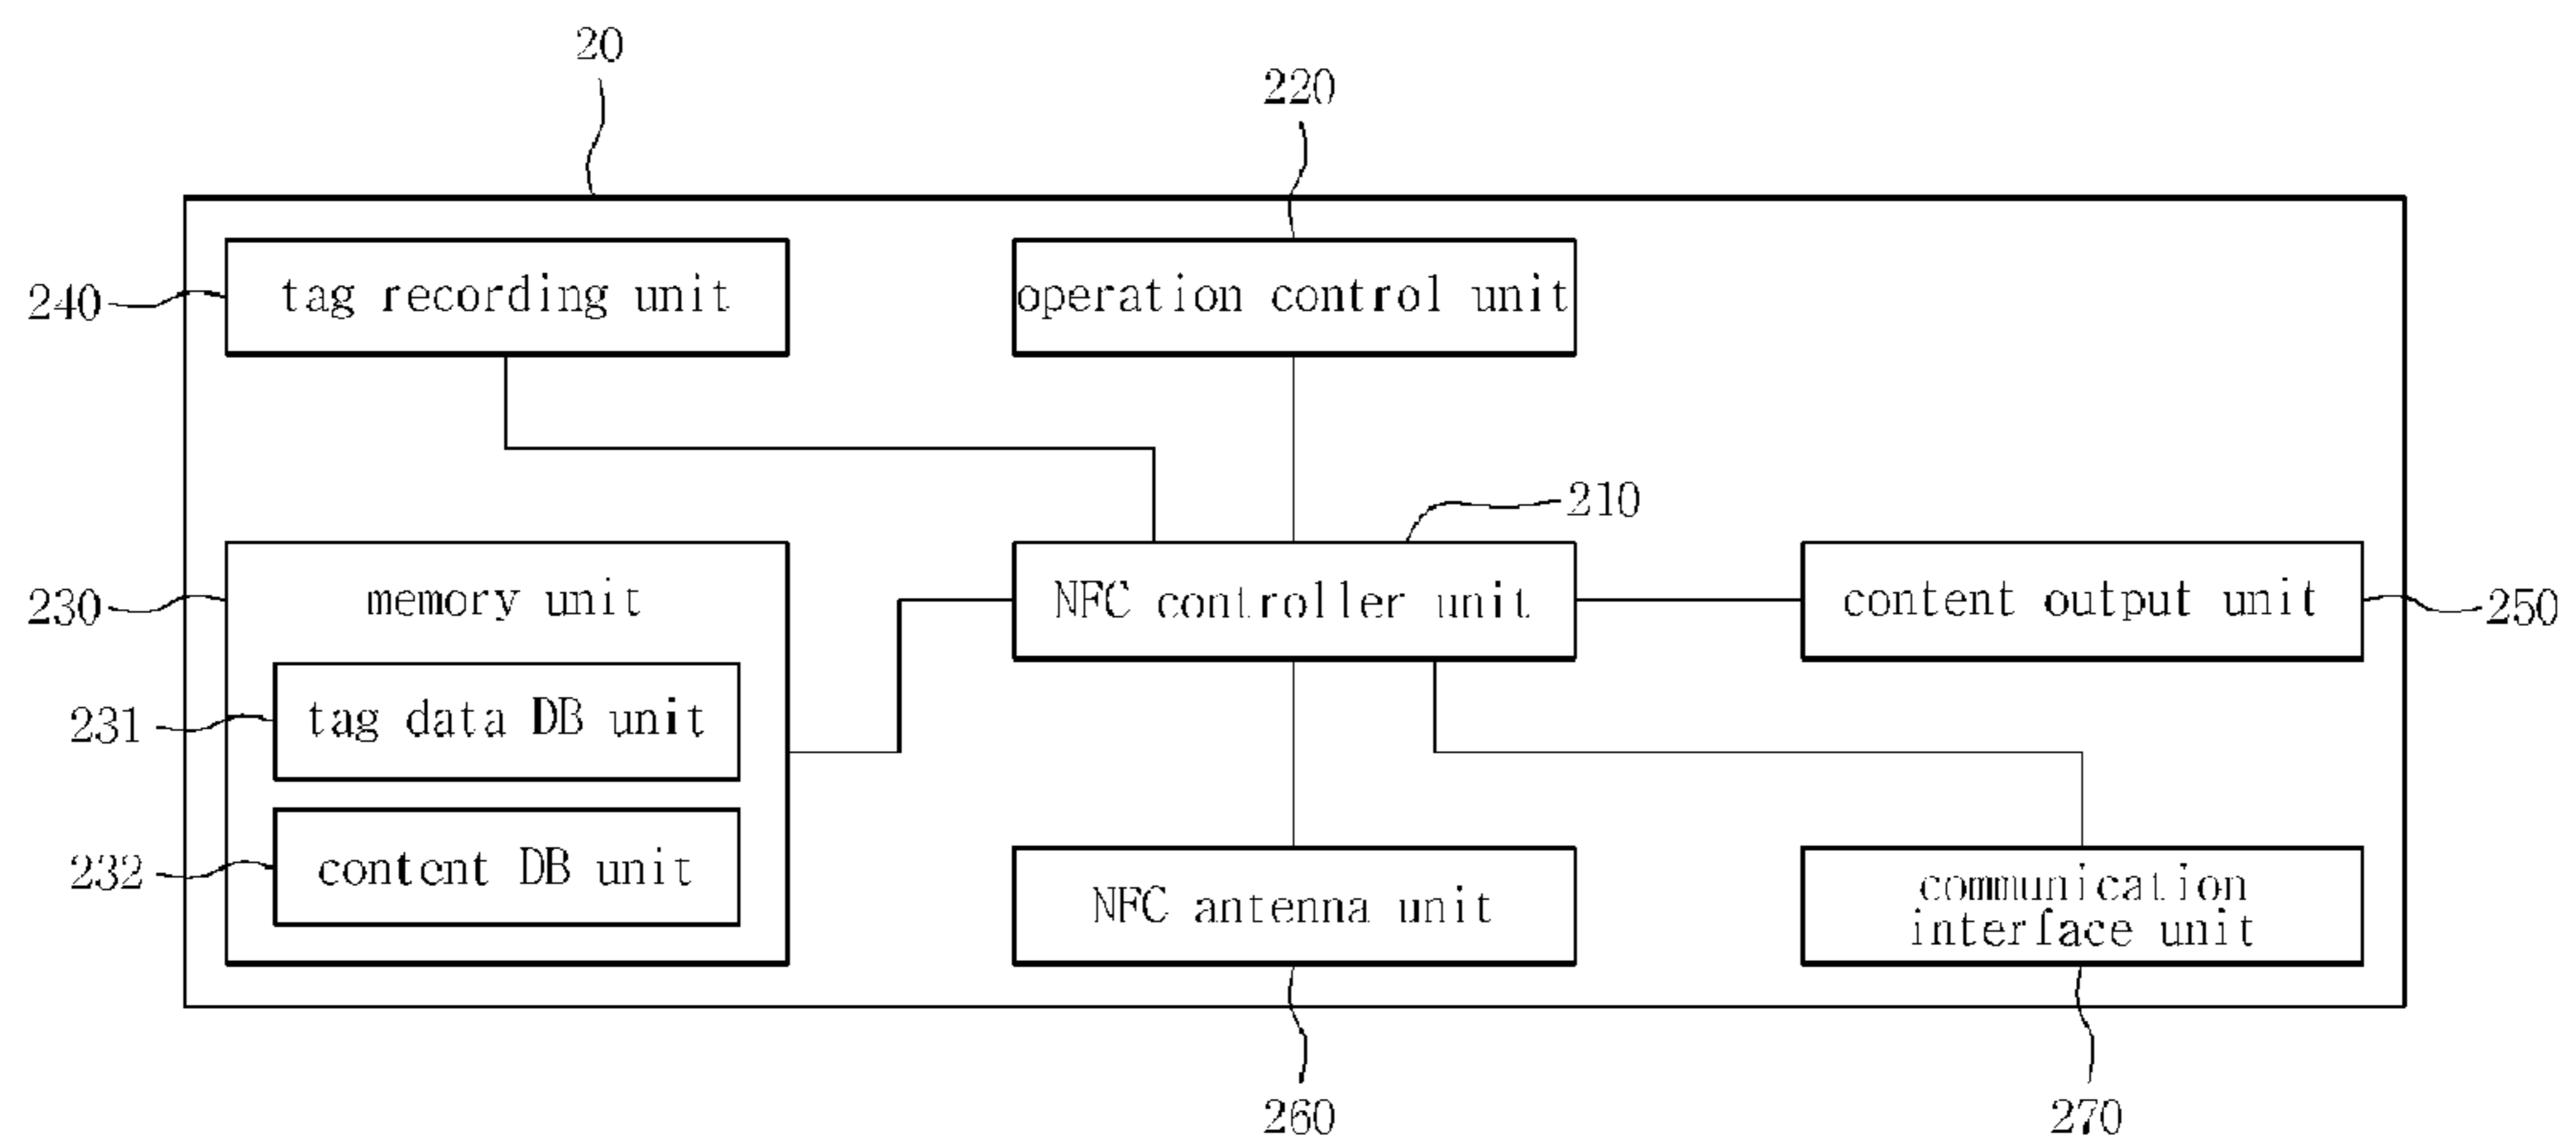 20
220
240
tag recording unit
operation control unit
210
230
memory unit
NFC controller unit
content output unit
250
231
tag data DB unit
232
content DB unit
NFC antenna unit
communication
interface unit
260
270